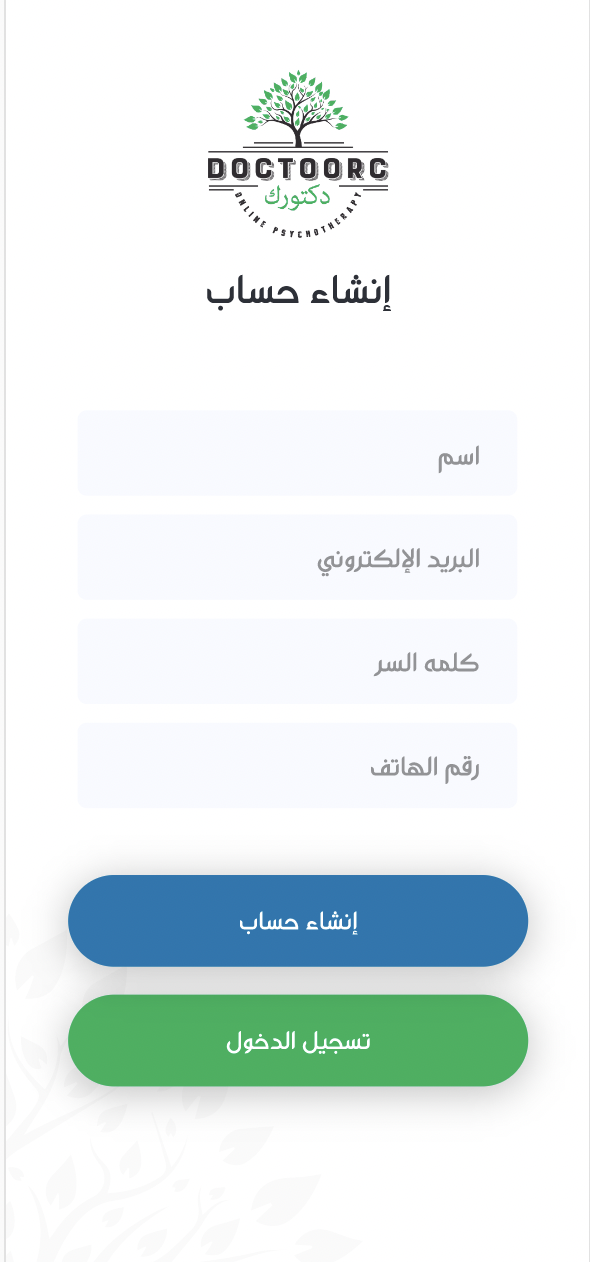 DOCTOORC
دكتورك
ONLINE PSYCHOTHERAPY
إنشاء حساب
اسم
البريد الإلكتروني
كلمه السر
رقم الهاتف
إنشاء حساب
تسجيل الدخول